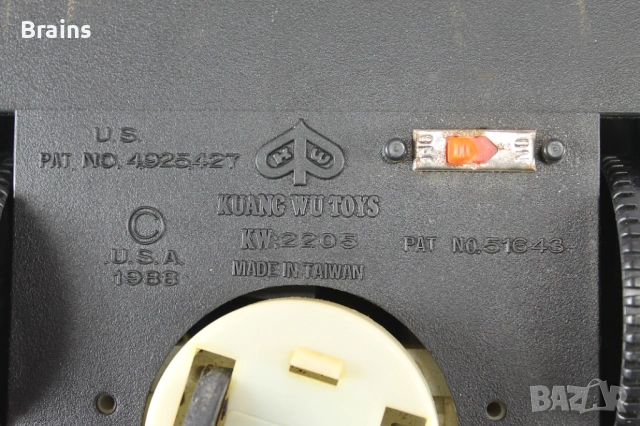 Brains
U.S.
PAT. NO. 4925427
KW
KUANG WU TOYS
KW: 2205
MADE IN TAIWAN
©
U.S.A.
1988
OFF
ON
PAT NO. 51643
BAZAR